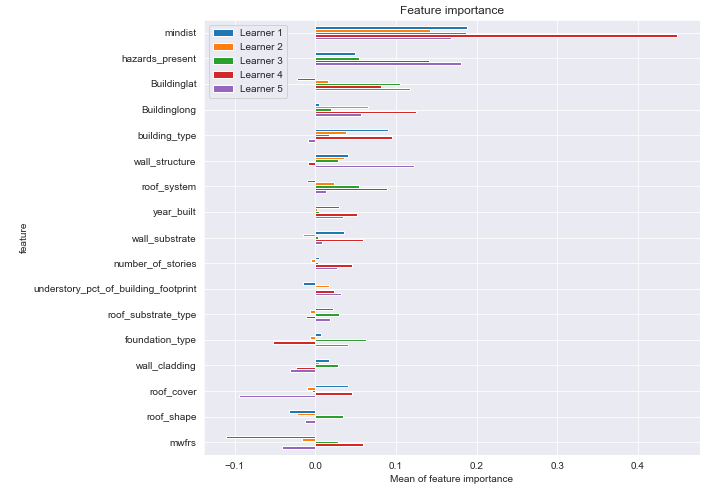 Feature importance
Learner 1
Learner 2
Learner 3
Learner 4
Learner 5
feature
mindist
hazards_present
Buildinglat
Buildinglong
building_type
wall_structure
roof_system
year_built
wall_substrate
number_of_stories
understory_pct_of_building_footprint
roof_substrate_type
foundation_type
wall_cladding
roof_cover
roof_shape
mwfrs
−0.1 0.0 0.1 0.2 0.3 0.4
Mean of feature importance